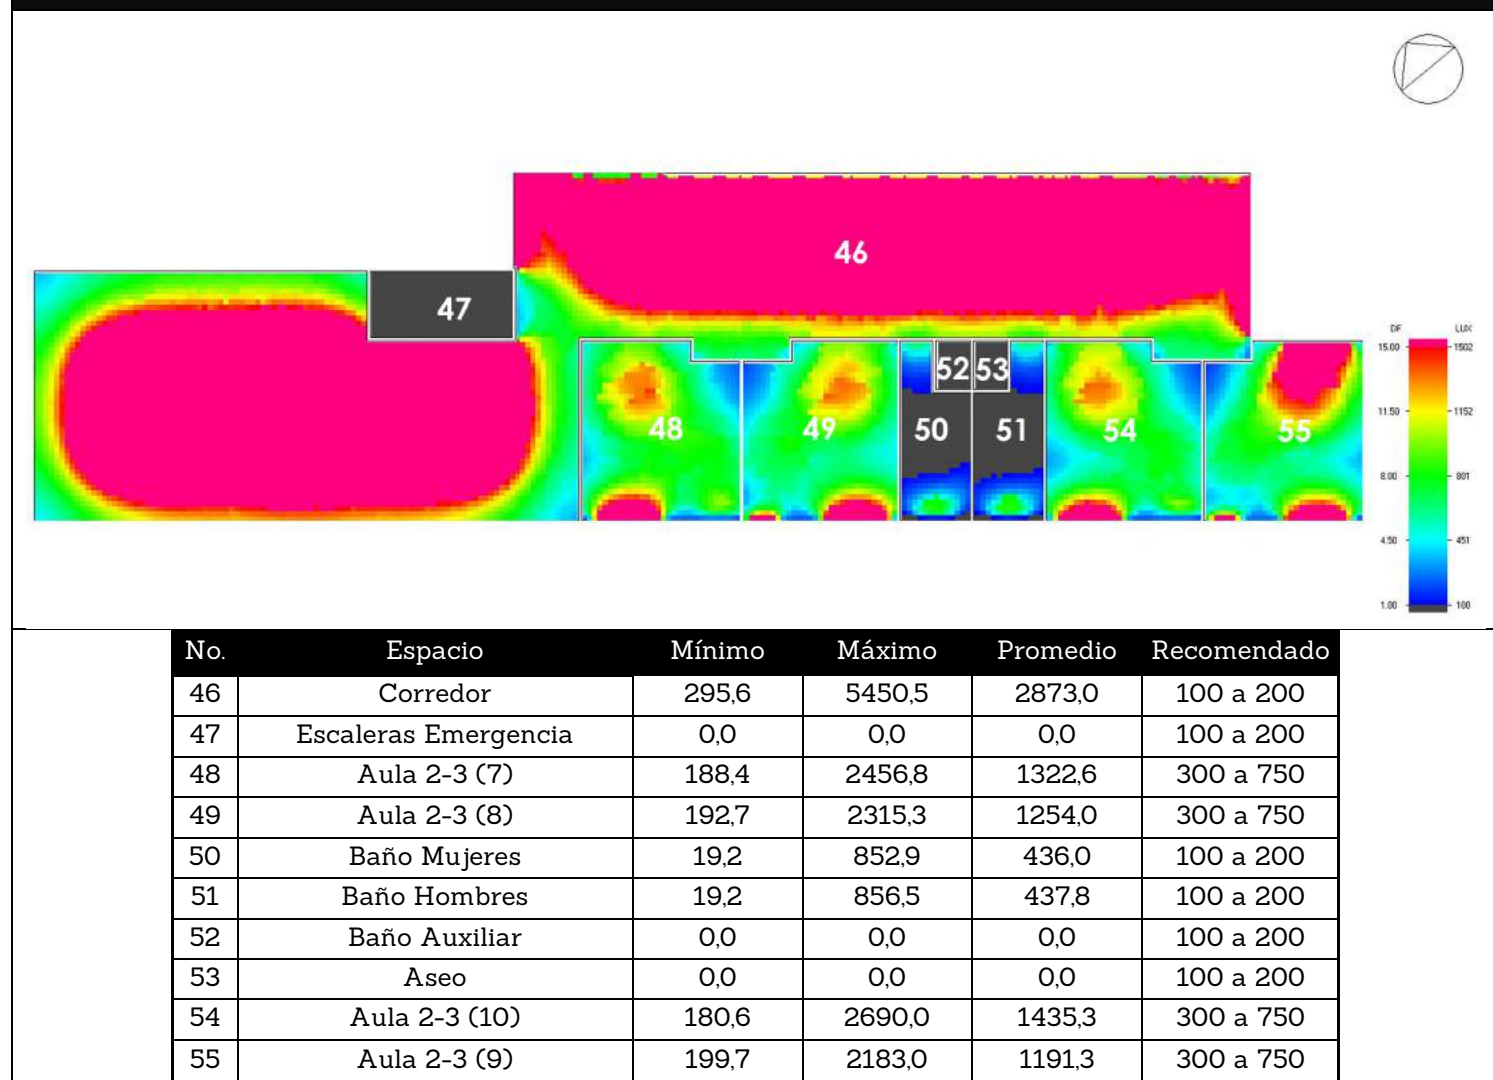 46
47
DF LUX
15.00 1502
52 53
11.50 1152
48 49 50 51 54 55
8.00 801
4.50 451
1.00 100
No. Espacio Mínimo Máximo Promedio Recomendado
46 Corredor 295,6 5450,5 2873,0 100 a 200
47 Escaleras Emergencia 0,0 0,0 0,0 100 a 200
48 Aula 2-3 (7) 188,4 2456,8 1322,6 300 a 750
49 Aula 2-3 (8) 192,7 2315,3 1254,0 300 a 750
50 Baño Mujeres 19,2 852,9 436,0 100 a 200
51 Baño Hombres 19,2 856,5 437,8 100 a 200
52 Baño Auxiliar 0,0 0,0 0,0 100 a 200
53 Aseo 0,0 0,0 0,0 100 a 200
54 Aula 2-3 (10) 180,6 2690,0 1435,3 300 a 750
55 Aula 2-3 (9) 199,7 2183,0 1191,3 300 a 750